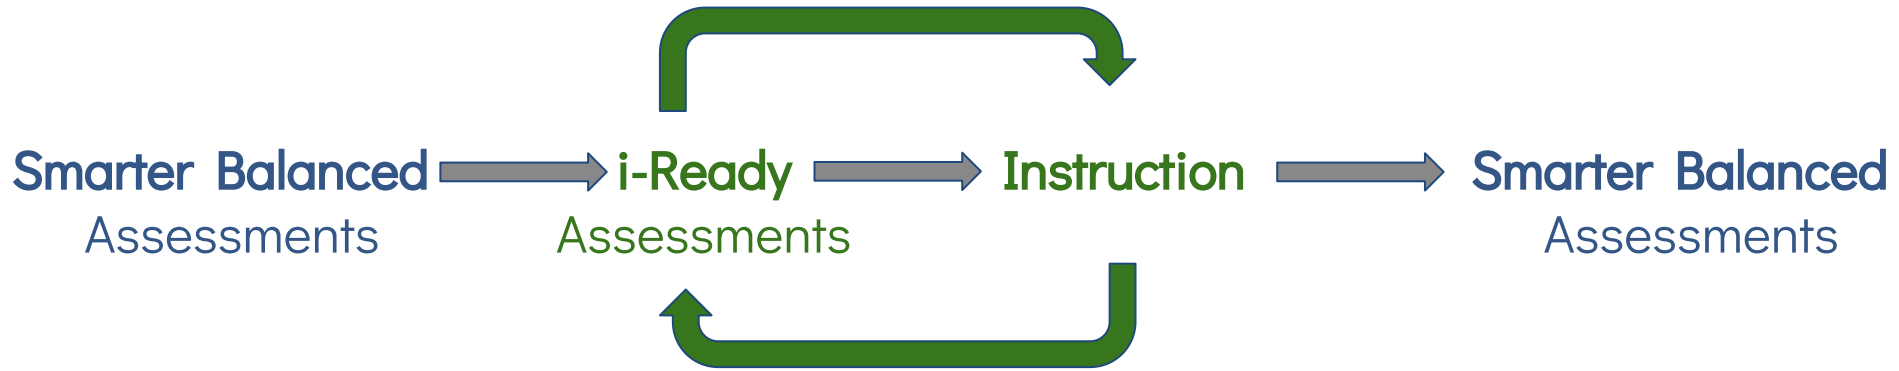 Smarter Balanced
Assessments
i-Ready
Assessments
Instruction
Smarter Balanced
Assessments